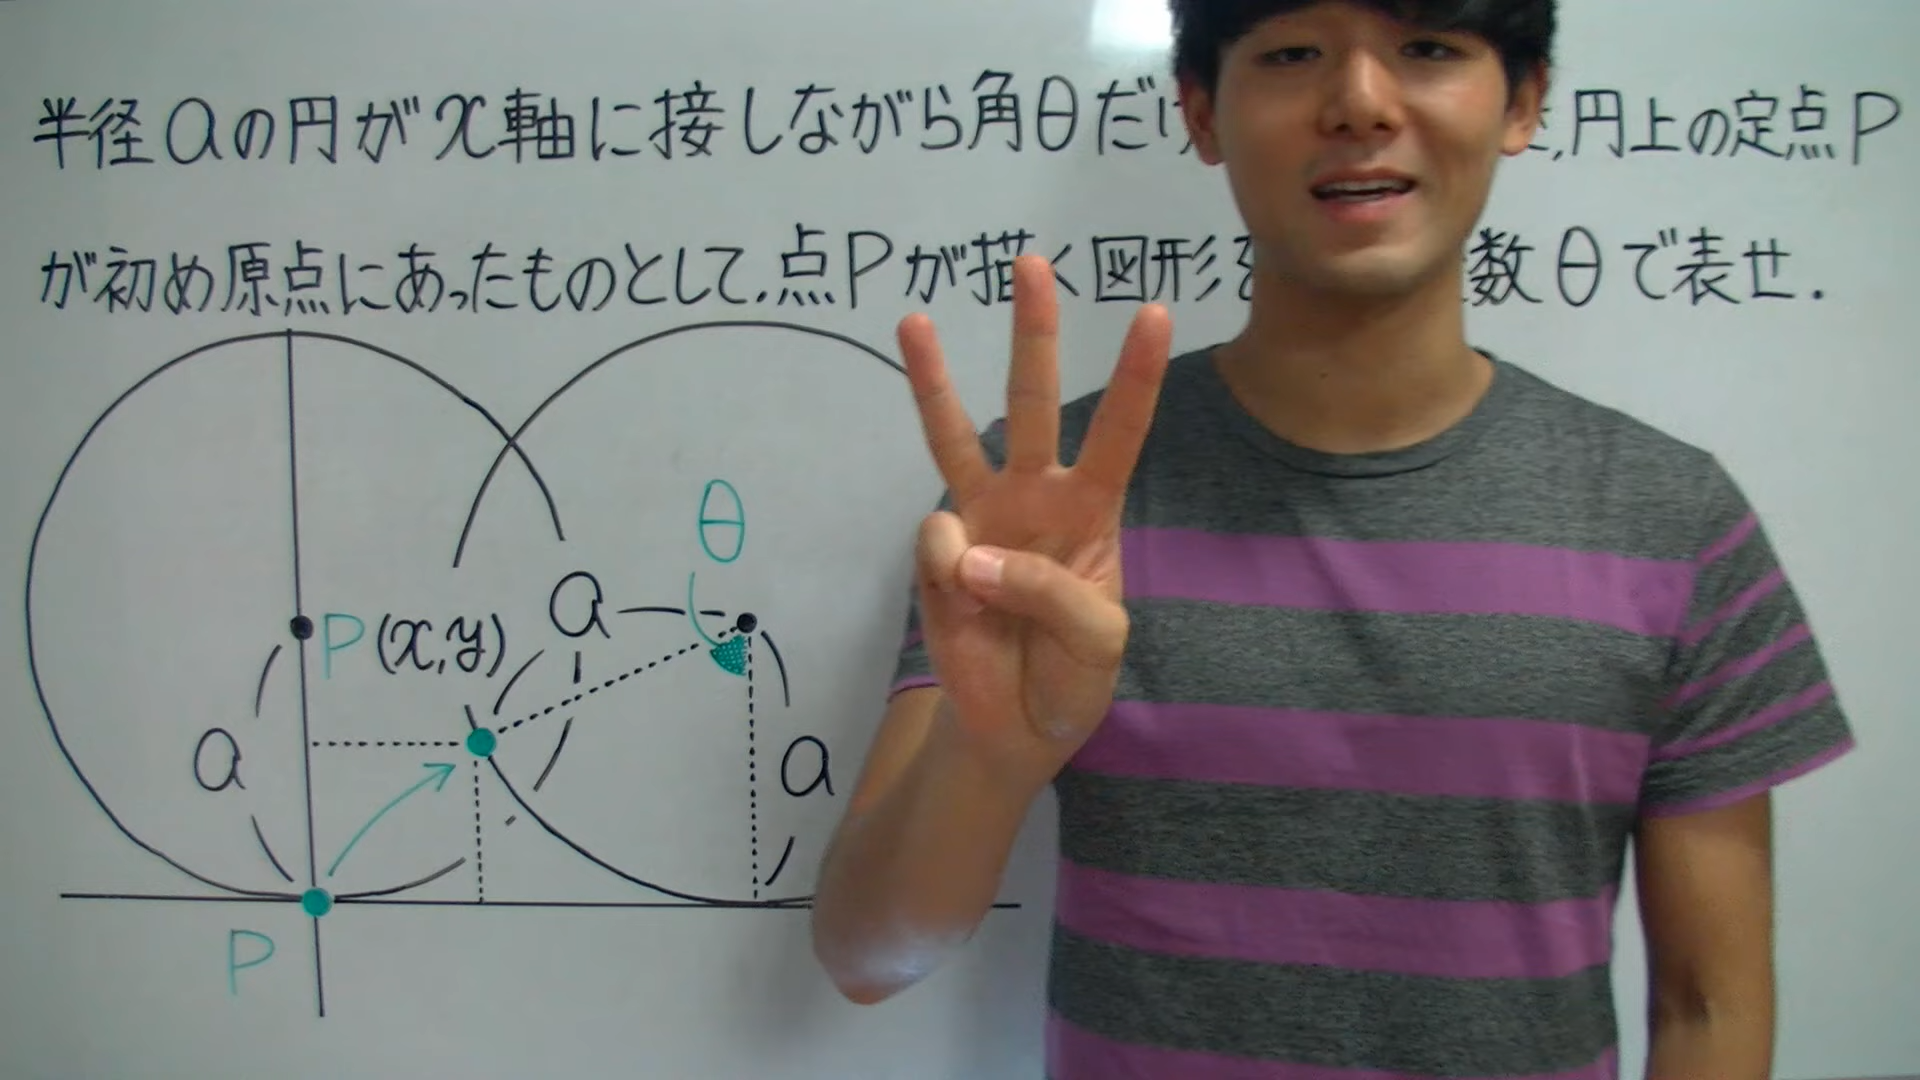 半径aの円がx軸に接しながら角θだけ
,円上の定点P
が初め原点にあったものとして.点Pが描く図形を
数θで表せ.
θ
a
P(x,y)
a
a
P